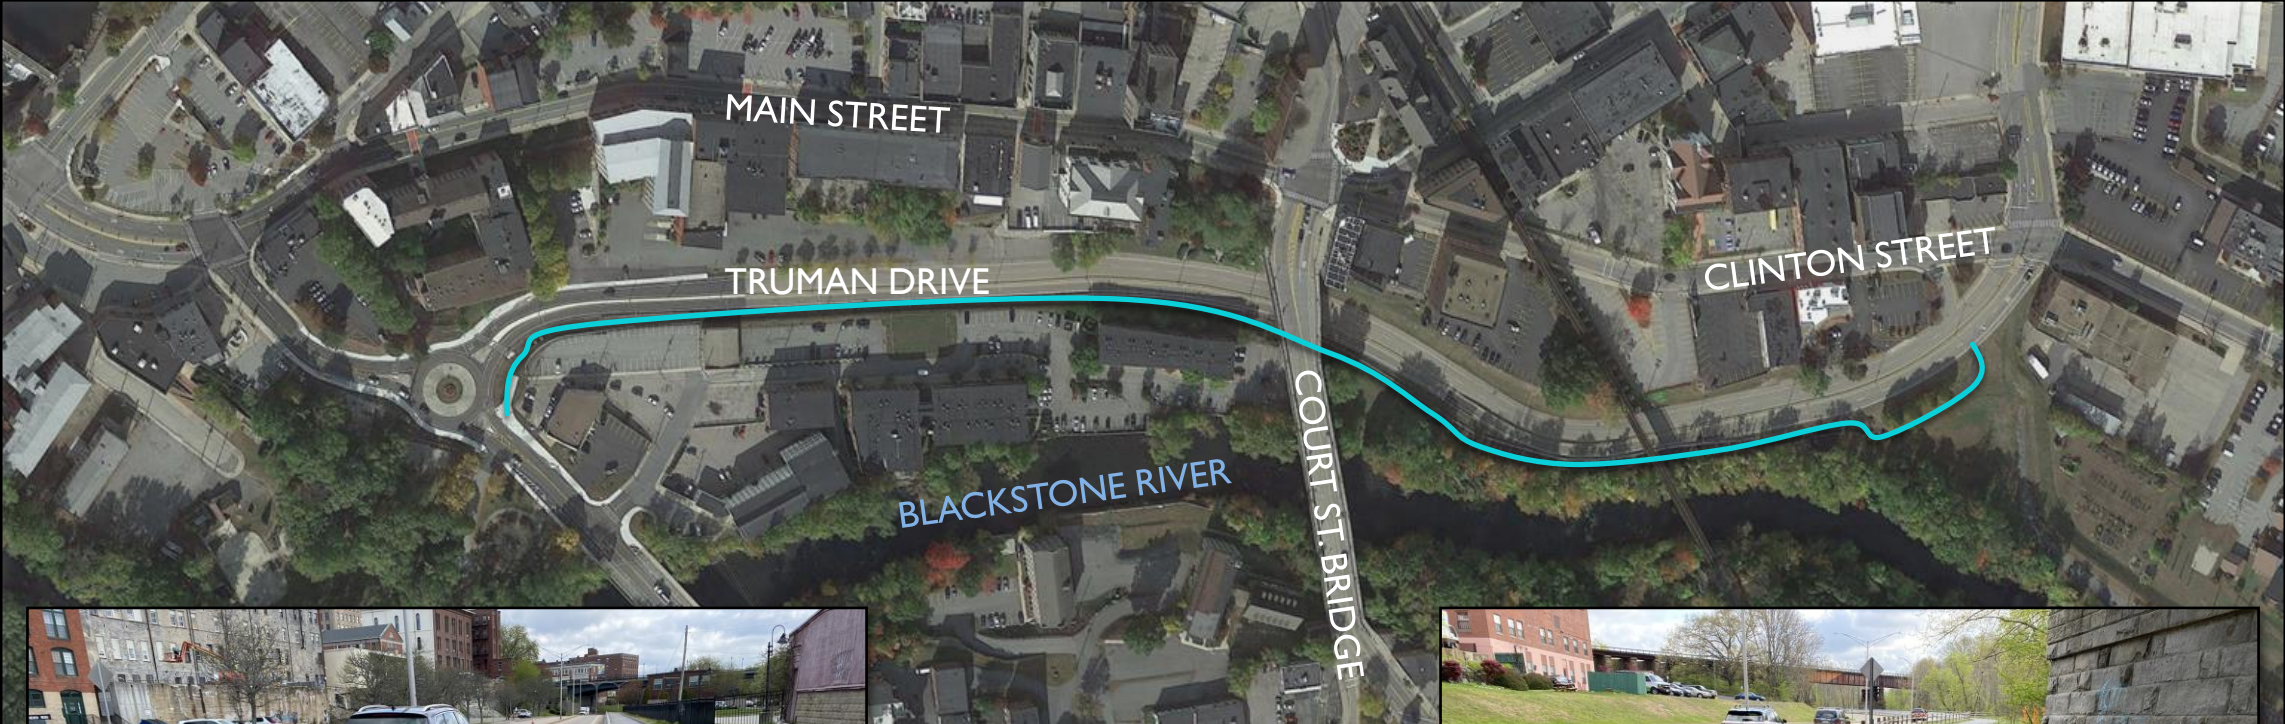 MAIN STREET
TRUMAN DRIVE
CLINTON STREET
COURT ST. BRIDGE
BLACKSTONE RIVER